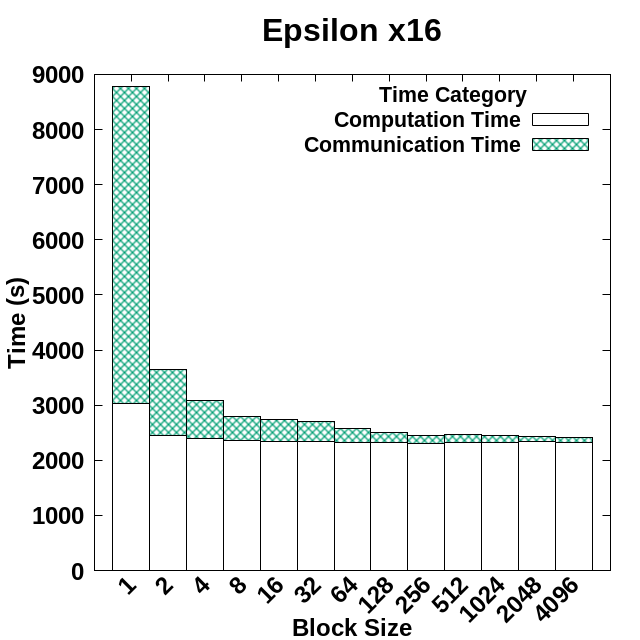 Epsilon x16
Time Category
Computation Time
Communication Time
9000
8000
7000
6000
5000
4000
3000
2000
1000
0
Time (s)
1 2 4 8 16 32 64 128 256 512 1024 2048 4096
Block Size